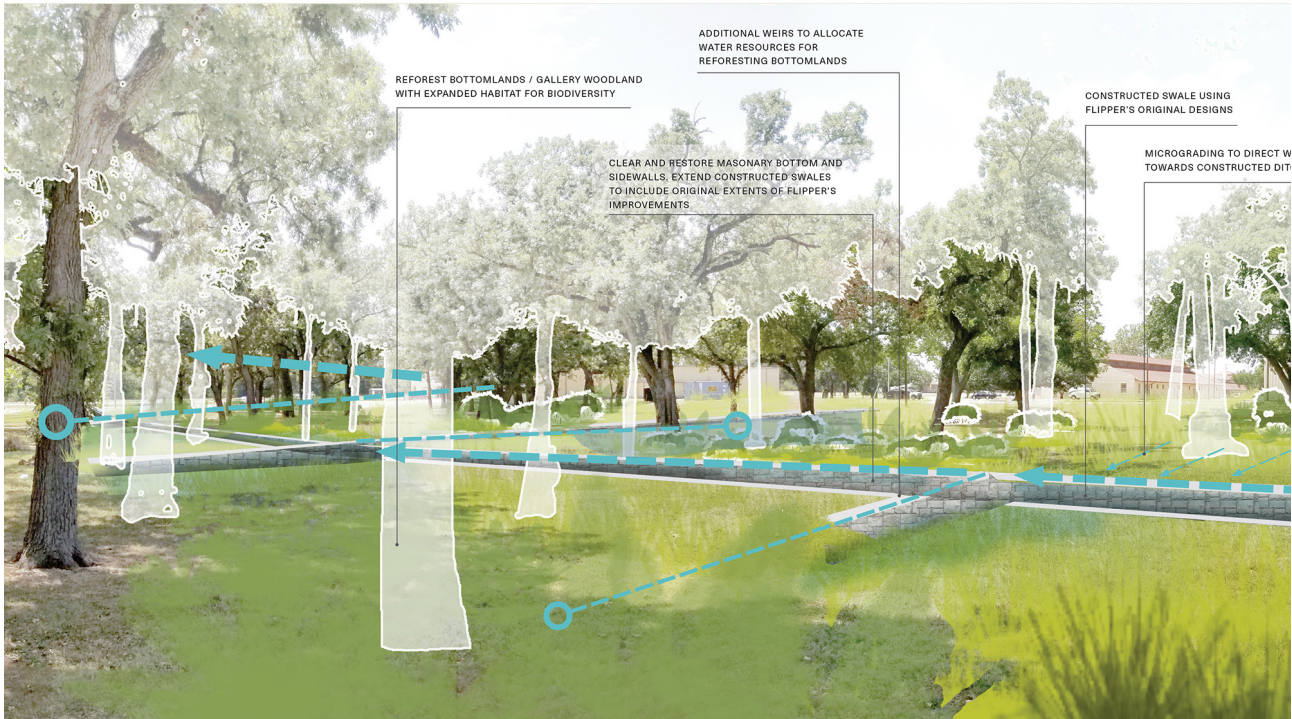 ADDITIONAL WEIRS TO ALLOCATE
WATER RESOURCES FOR
REFORESTING BOTTOMLANDS
REFOREST BOTTOMLANDS / GALLERY WOODLAND
WITH EXPANDED HABITAT FOR BIODIVERSITY
CONSTRUCTED SWALE USING
FLIPPER'S ORIGINAL DESIGNS
CLEAR AND RESTORE MASONARY BOTTOM AND
SIDEWALLS, EXTEND CONSTRUCTED SWALES
TO INCLUDE ORIGINAL EXTENTS OF FLIPPER'S
IMPROVEMENTS
MICROGRADING TO DIRECT
TOWARDS CONSTRUCTED